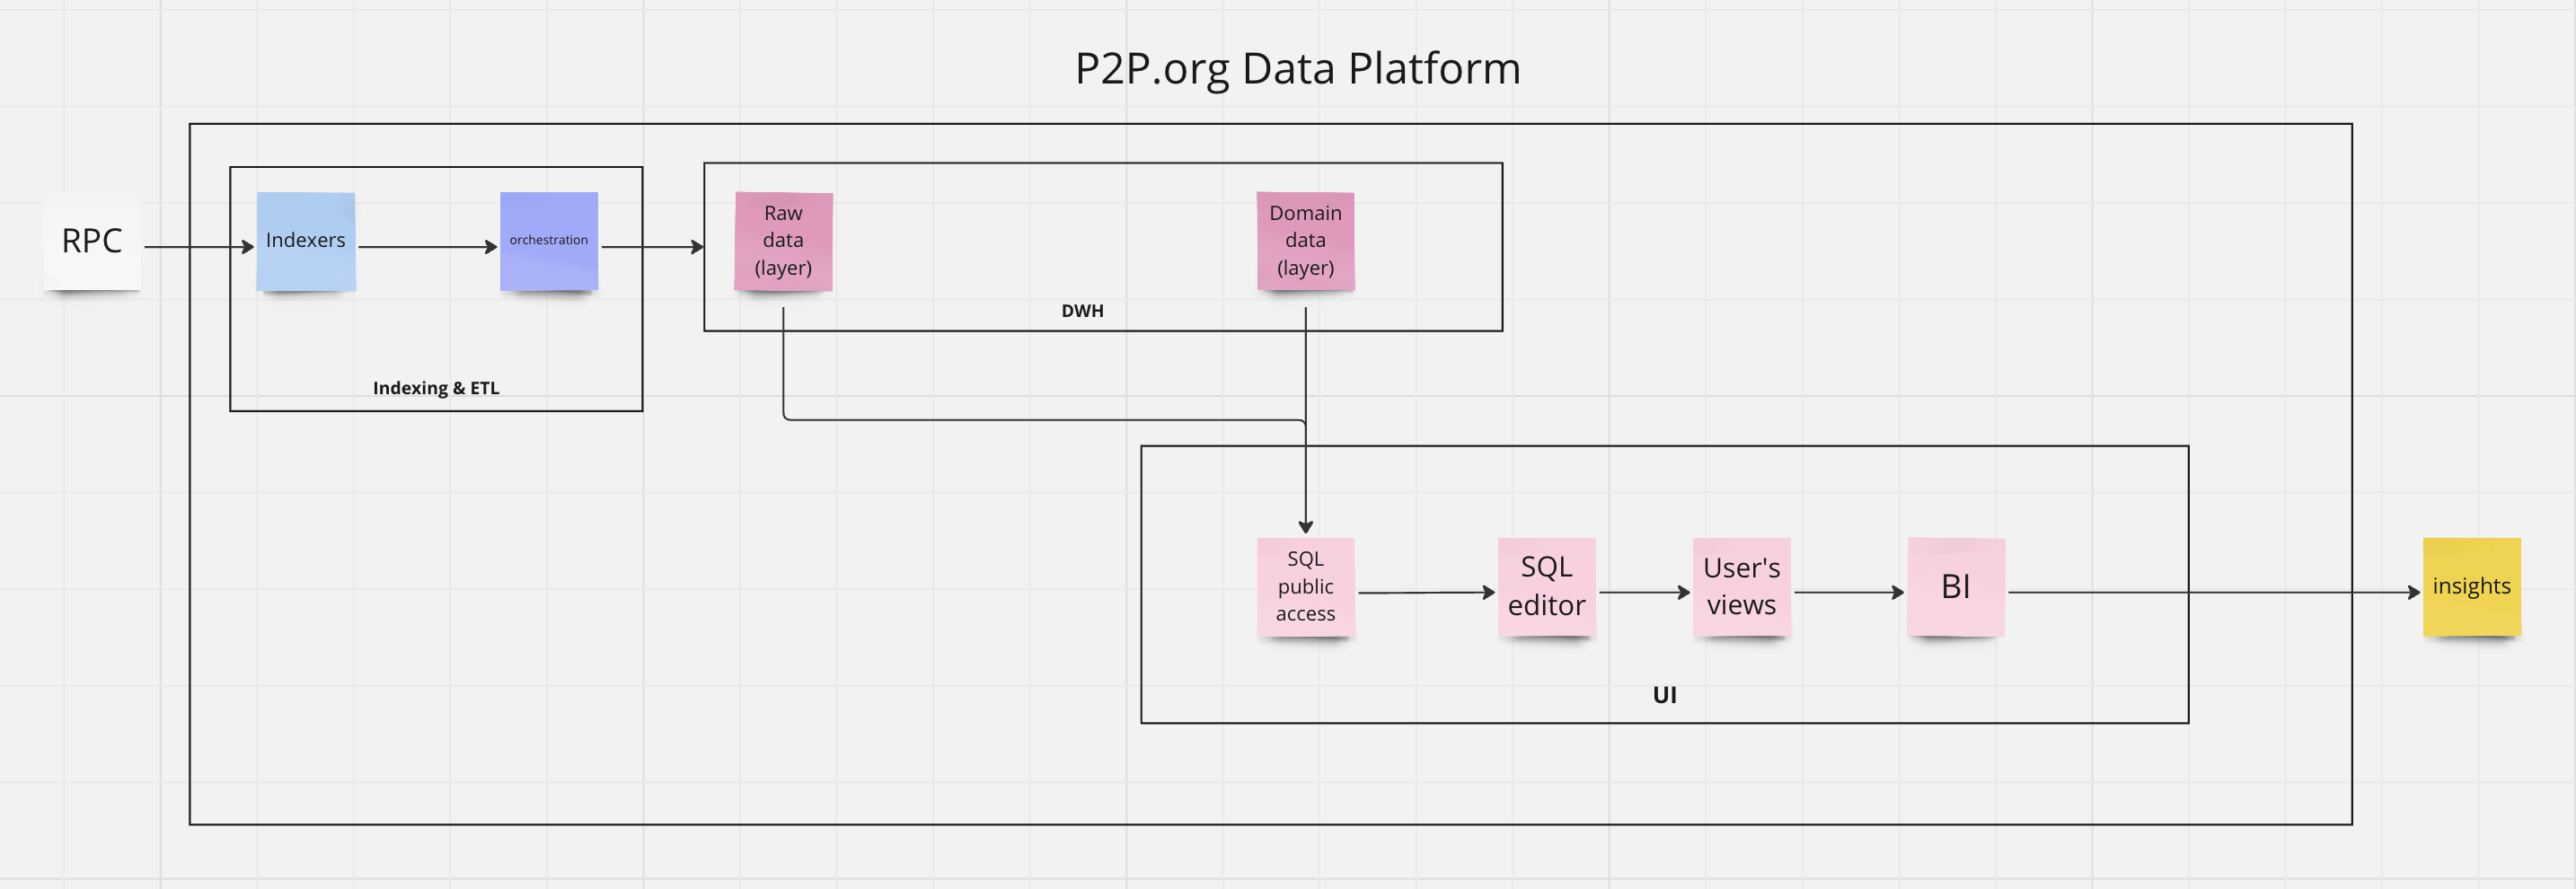 P2P.org Data Platform
RPC
Indexers
orchestration
Indexing & ETL
Raw
data
(layer)
Domain
data
(layer)
DWH
SQL
public
access
SQL
editor
User's
views
BI
UI
insights